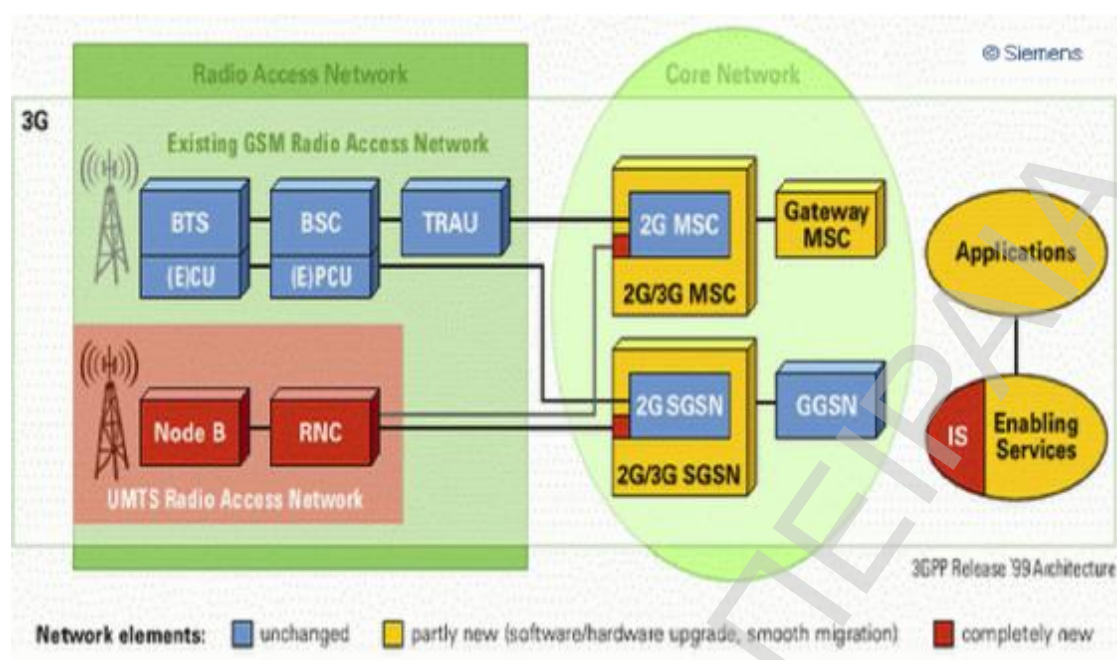 © Siemens
Radio Access Network
Core Network
3G
Existing GSM Radio Access Network
BTS
BSC
TRAU
(E)CU
(E)PCU
2G MSC
2G/3G MSC
Gateway
MSC
Applications
Node B
RNC
UMTS Radio Access Network
2G SGSN
2G/3G SGSN
GGSN
IS
Enabling
Services
3GPP Release '99 Architecture
Network elements:
unchanged
partly new (software/hardware upgrade, smooth migration)
completely new
ΠΕΙΡΑΙΑ